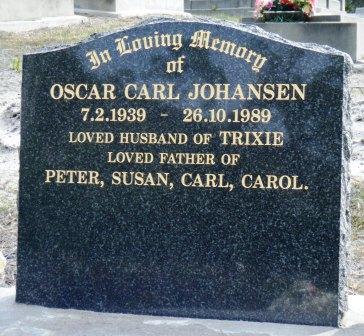 In Loving Memory
of
OSCAR CARL JOHANSEN
7.2.1939 - 26.10.1989
LOVED HUSBAND OF TRIXIE
LOVED FATHER OF
PETER, SUSAN, CARL, CAROL.